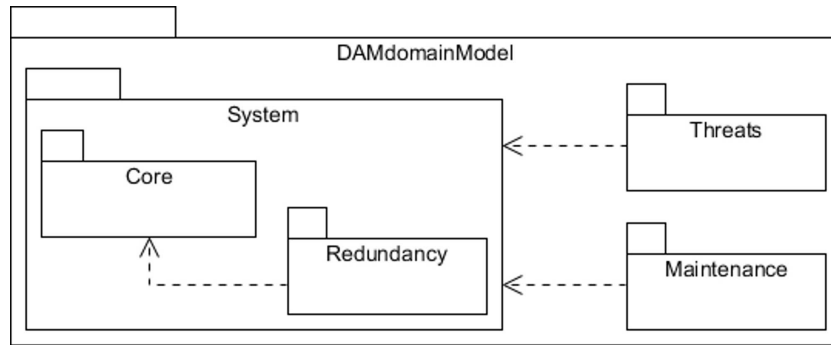 DAMdomainModel
System
Threats
Core
Redundancy
Maintenance